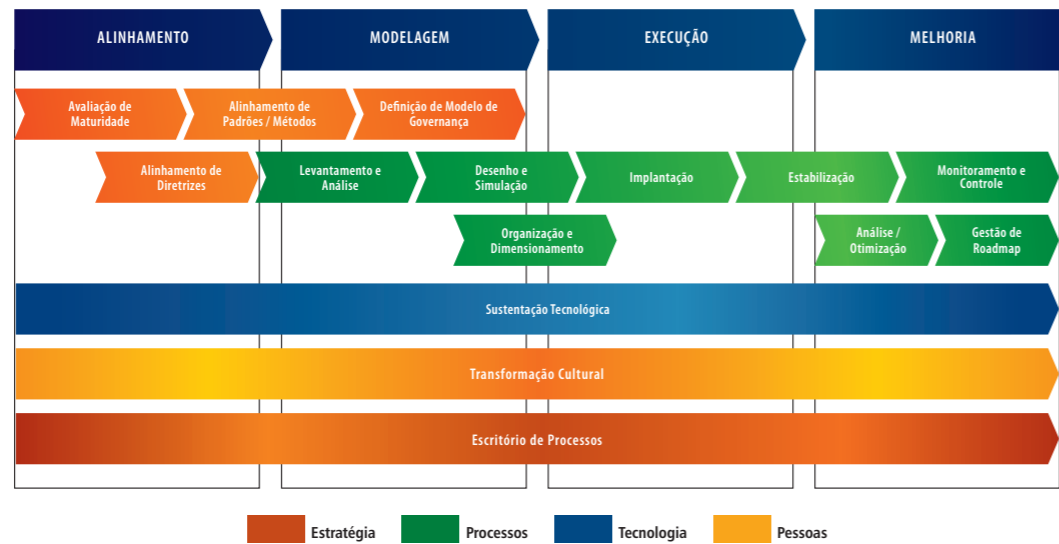 ALINHAMENTO
MODELAGEM
EXECUÇÃO
MELHORIA
Avaliação de
Maturidade
Alinhamento de
Padrões / Métodos
Definição de Modelo de
Governança
Alinhamento de
Diretrizes
Levantamento e
Análise
Desenho e
Simulação
Implantação
Estabilização
Monitoramento e
Controle
Organização e
Dimensionamento
Análise /
Otimização
Gestão de
Roadmap
Sustentação Tecnológica
Transformação Cultural
Escritório de Processos
Estratégia
Processos
Tecnologia
Pessoas